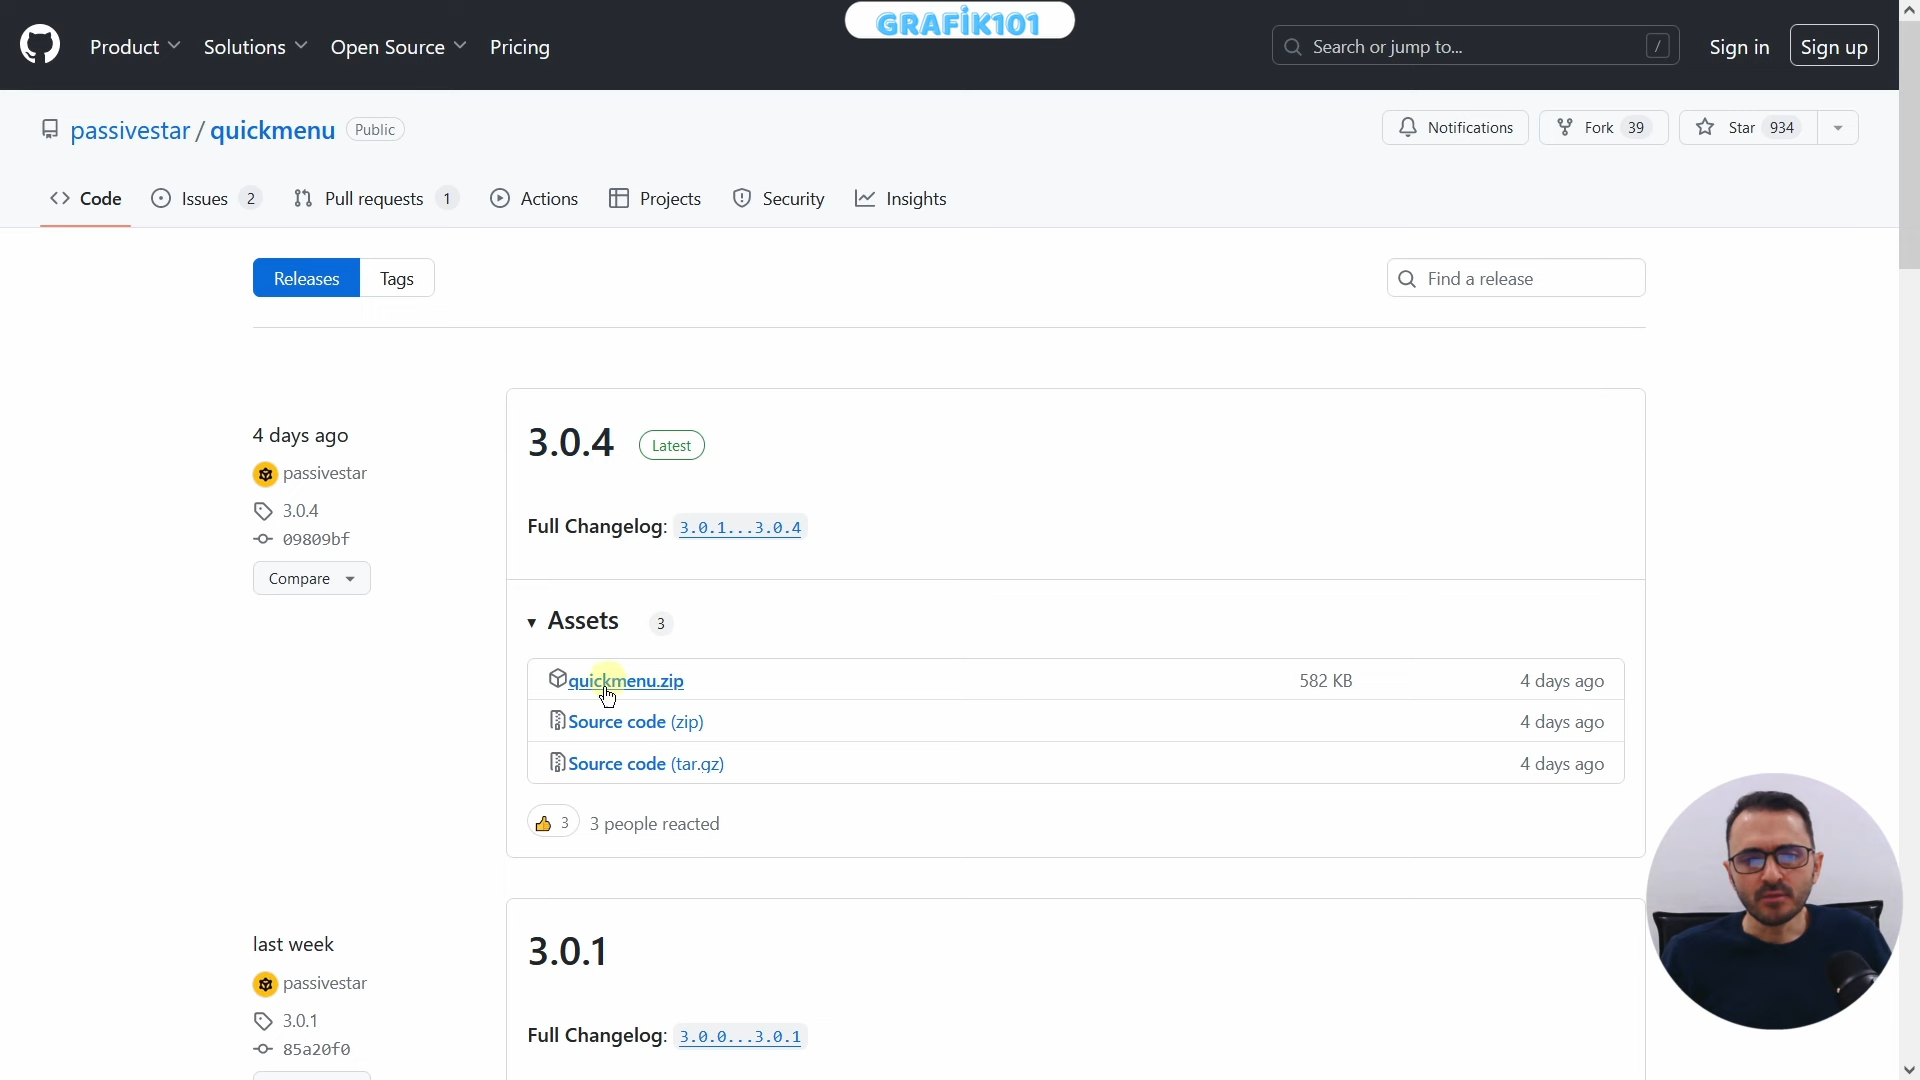 GRAFİK101
Product Solutions Open Source Pricing Search or jump to... / Sign in Sign up
passivestar / quickmenu Public Notifications Fork 39 Star 934
Code Issues 2 Pull requests 1 Actions Projects Security Insights
Releases Tags Find a release
4 days ago
passivestar
3.0.4
09809bf
Compare
3.0.4 Latest
Full Changelog: 3.0.1...3.0.4
Assets 3
quickmenu.zip 582 KB 4 days ago
Source code (zip) 4 days ago
Source code (tar.gz) 4 days ago
3 3 people reacted
last week
passivestar
3.0.1
85a20f0
3.0.1
Full Changelog: 3.0.0...3.0.1